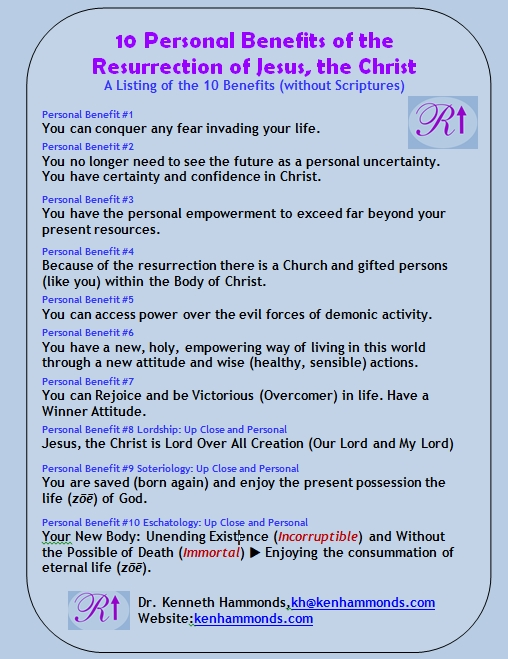 10 Personal Benefits of the
Resurrection of Jesus, the Christ
A Listing of the 10 Benefits (without Scriptures)
R↑
Personal Benefit #1
You can conquer any fear invading your life.
Personal Benefit #2
You no longer need to see the future as a personal uncertainty.
You have certainty and confidence in Christ.
Personal Benefit #3
You have the personal empowerment to exceed far beyond your
present resources.
Personal Benefit #4
Because of the resurrection there is a Church and gifted persons
(like you) within the Body of Christ.
Personal Benefit #5
You can access power over the evil forces of demonic activity.
Personal Benefit #6
You have a new, holy, empowering way of living in this world
through a new attitude and wise (healthy, sensible) actions.
Personal Benefit #7
You can Rejoice and be Victorious (Overcomer) in life. Have a
Winner Attitude.
Personal Benefit #8 Lordship: Up Close and Personal
Jesus, the Christ is Lord Over All Creation (Our Lord and My Lord)
Personal Benefit #9 Soteriology: Up Close and Personal
You are saved (born again) and enjoy the present possession the
life (zōē) of God.
Personal Benefit #10 Eschatology: Up Close and Personal
Your New Body: Unending Existence (Incorruptible) and Without
the Possible of Death (Immortal) ► Enjoying the consummation of
eternal life (zōē).
R↑
Dr. Kenneth Hammonds,kh@kenhammonds.com
Website:kenhammonds.com